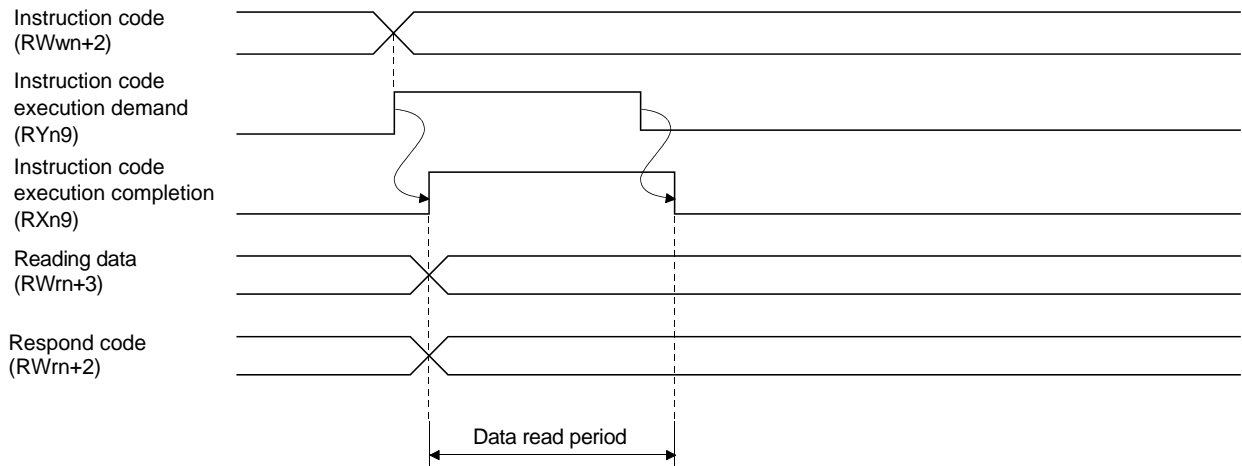 Instruction code
(RWwn+2)
Instruction code
execution demand
(RYn9)
Instruction code
execution completion
(RXn9)
Reading data
(RWrn+3)
Respond code
(RWrn+2)
Data read period